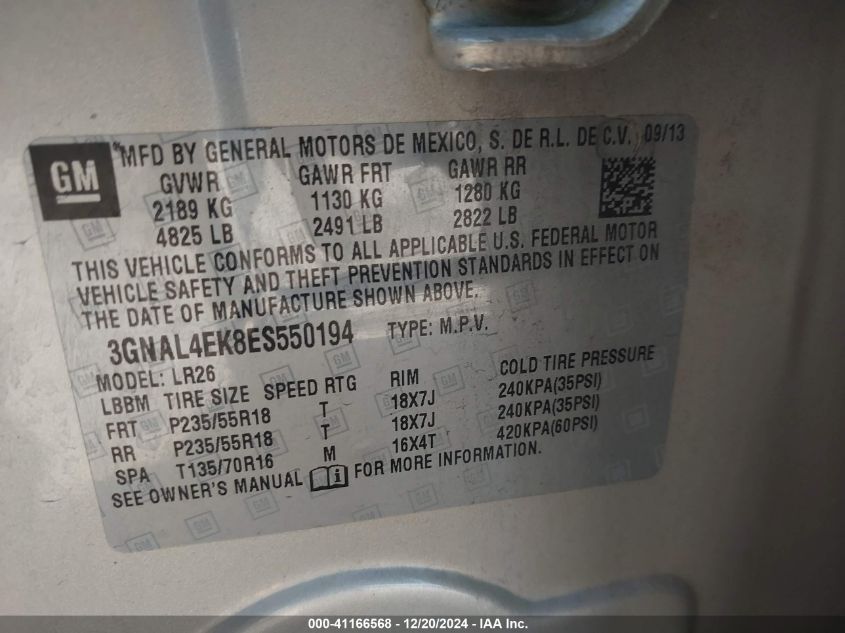 GM
MFD BY GENERAL MOTORS DE MEXICO, S. DE R.L. DE C.V. 09/13
GVWR GAWR FRT GAWR RR
2189 KG 1130 KG 1280 KG
4825 LB 2491 LB 2822 LB
THIS VEHICLE CONFORMS TO ALL APPLICABLE U.S. FEDERAL MOTOR
VEHICLE SAFETY AND THEFT PREVENTION STANDARDS IN EFFECT ON
THE DATE OF MANUFACTURE SHOWN ABOVE.
3GNAL4EK8ES550194 TYPE: M.P.V.
MODEL: LR26
LBBM TIRE SIZE SPEED RTG RIM COLD TIRE PRESSURE
FRT P235/55R18 T 18X7J 240KPA(35PSI)
RR P235/55R18 T 18X7J 240KPA(35PSI)
SPA T135/70R16 M 16X4T 420KPA(60PSI)
SEE OWNER'S MANUAL FOR MORE INFORMATION.
000-41166568 - 12/20/2024 - IAA Inc.